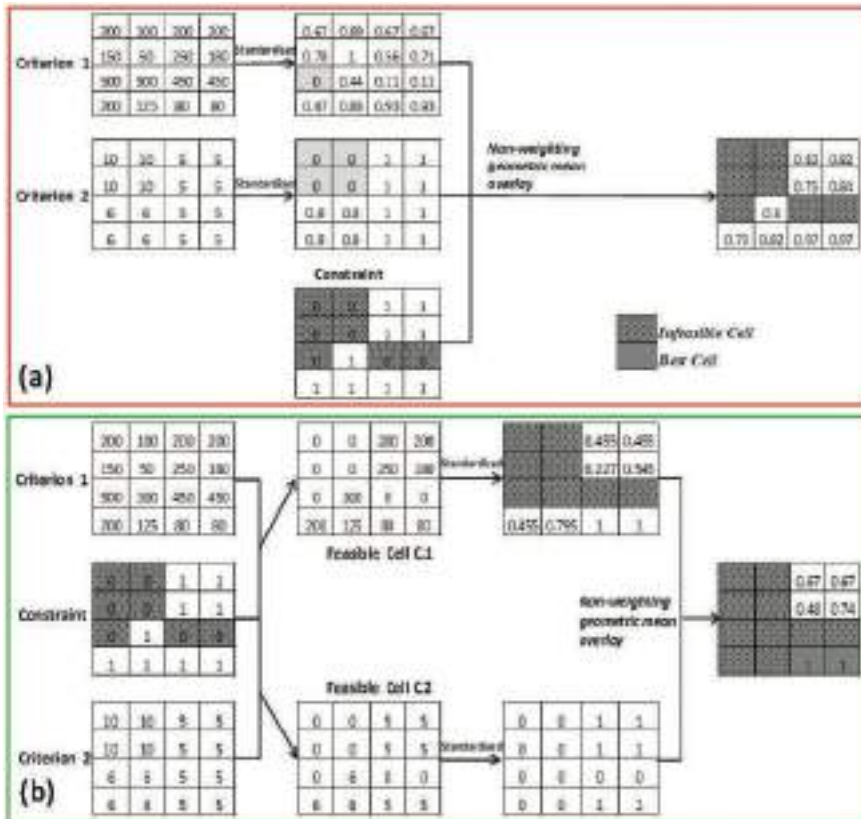 Criterion 1
200 100 200 200
150 50 250 180
500 300 450 450
200 125 80 80
Standardised
0.67 0.89 0.67 0.67
0.78 1 0.56 0.71
0 0.44 0.11 0.11
0.67 0.93 0.93
Criterion 2
10 10 5 5
10 10 5 5
6 6 5 5
6 6 5 5
Standardised
0 0 1 1
0 0 1 1
0.8 0.8 1 1
0.8 0.8 1 1
Non-weighting
geometric mean
overlay
0.82 0.82
0.75
0.73 0.82 0.97 0.97
Constraint
0 0 1 1
0 0 1 1
0 1 0 0
1 1 1 1
Infeasible Cell
Best Cell
(a)
Criterion 1
200 100 200 200
150 50 250 180
500 300 450 450
200 125 80 80
0 0 200 200
0 0 250 180
0 300 0 0
200 125 80 80
Feasible Cell C1
Standardised
0.455 0.455
0.227 0.545
0.455 0.795 1 1
Constraint
0 0 1 1
0 0 1 1
0 1 0 0
1 1 1 1
Non-weighting
geometric mean
overlay
0.67 0.67
0.48 0.74
1 1
Criterion 2
10 10 5 5
10 10 5 5
6 6 5 5
6 6 5 5
Feasible Cell C2
0 0 5 5
0 0 5 5
0 6 0 0
6 6 5 5
Standardised
0 0 1 1
0 0 1 1
0 0 0 0
0 0 1 1
(b)